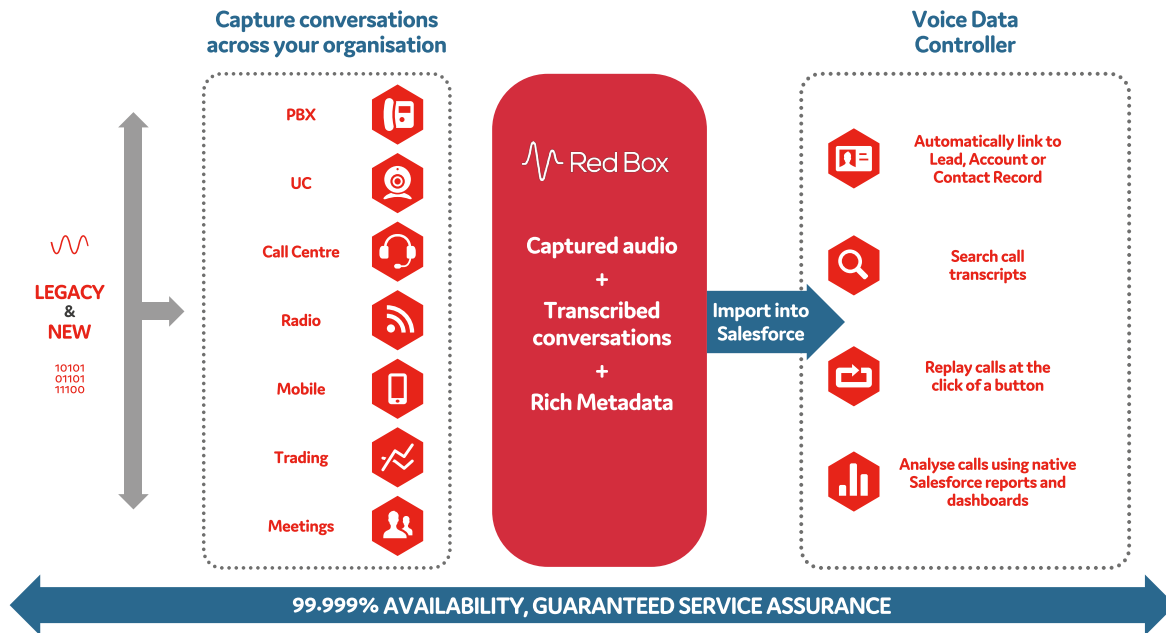 Capture conversations
across your organisation
Voice Data
Controller
LEGACY
&
NEW
10101
01101
11100
PBX
UC
Call Centre
Radio
Mobile
Trading
Meetings
Red Box
Captured audio
+
Transcribed
conversations
+
Rich Metadata
Import into
Salesforce
Automatically link to
Lead, Account or
Contact Record
Search call
transcripts
Replay calls at the
click of a button
Analyse calls using native
Salesforce reports and
dashboards
99.999% AVAILABILITY, GUARANTEED SERVICE ASSURANCE